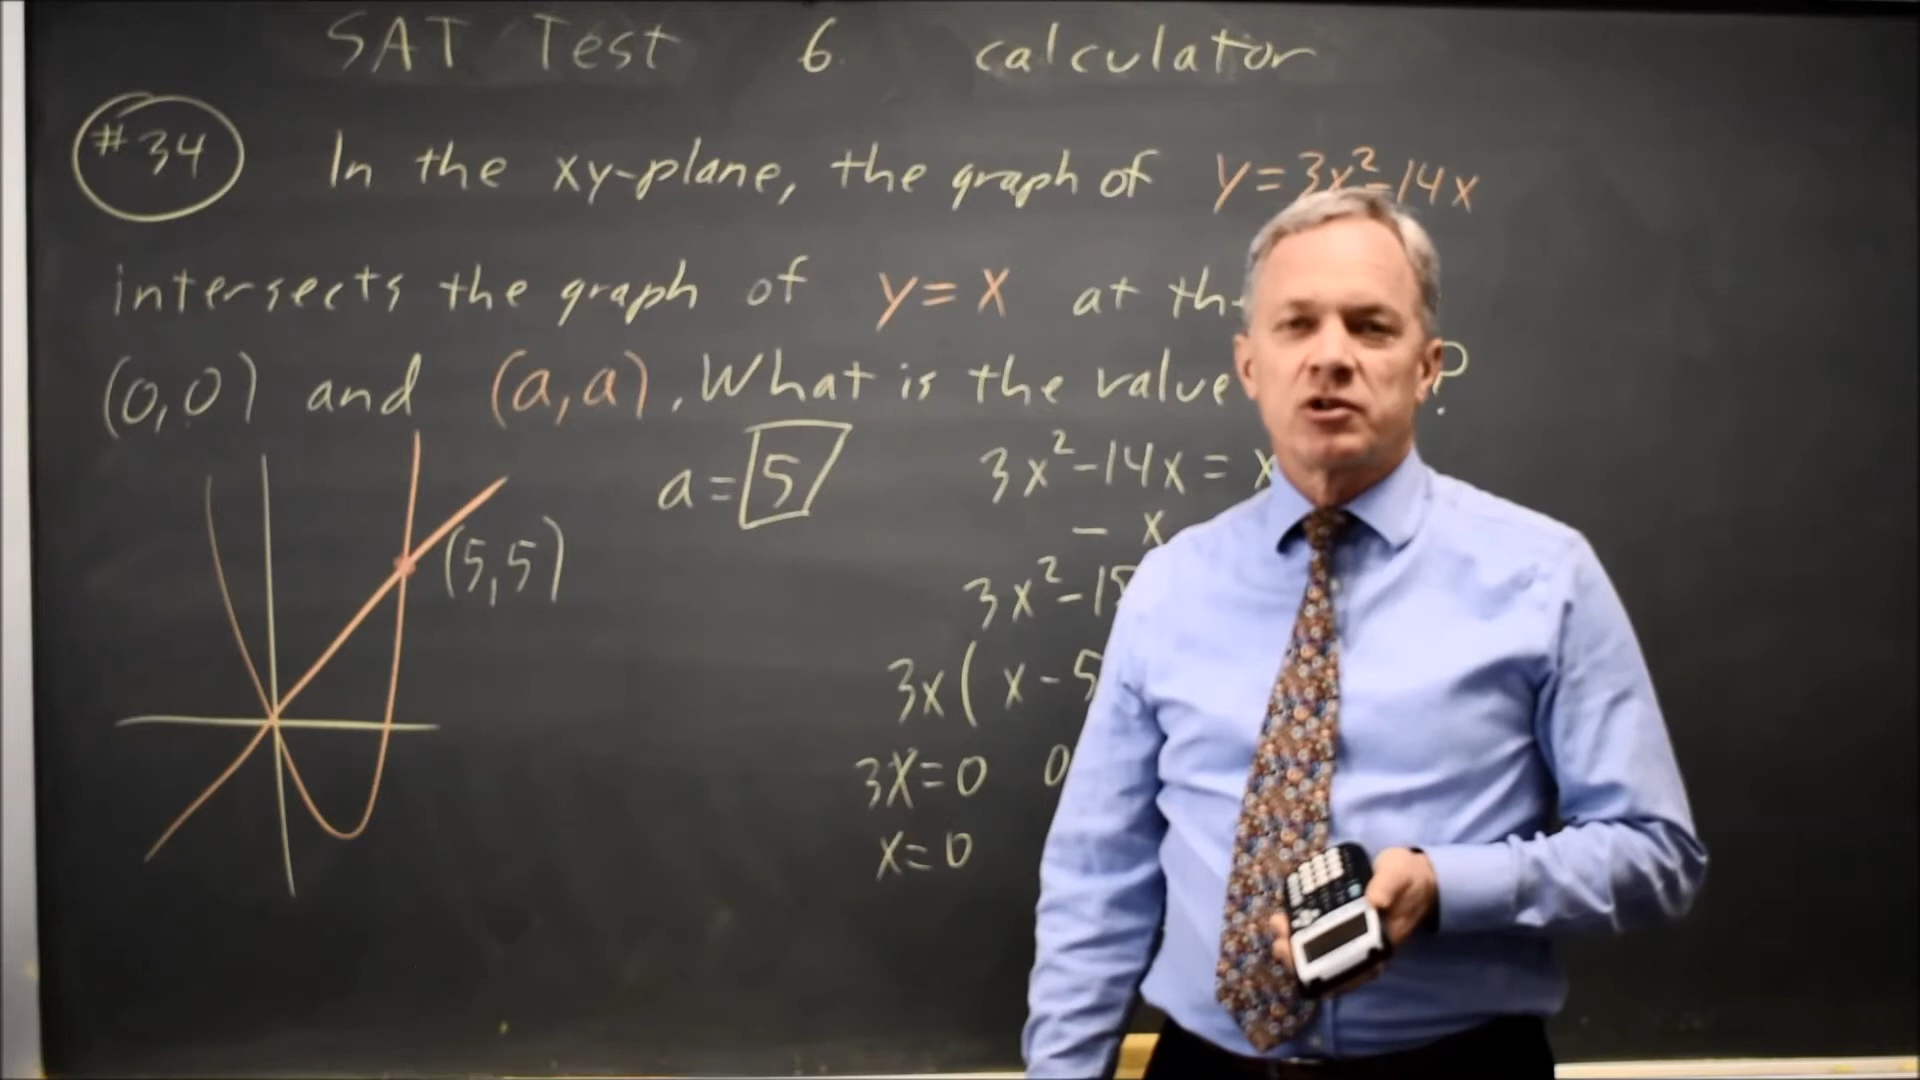 SAT Test 6 calculator
#34 In the xy-plane, the graph of y=3x²-14x
intersects the graph of y=x at th
(0,0) and (a,a). What is the value ?
a=5
3x²-14x = x
- x
(5,5)
3x²-15
3x(x-5
3x=0 o
x=0